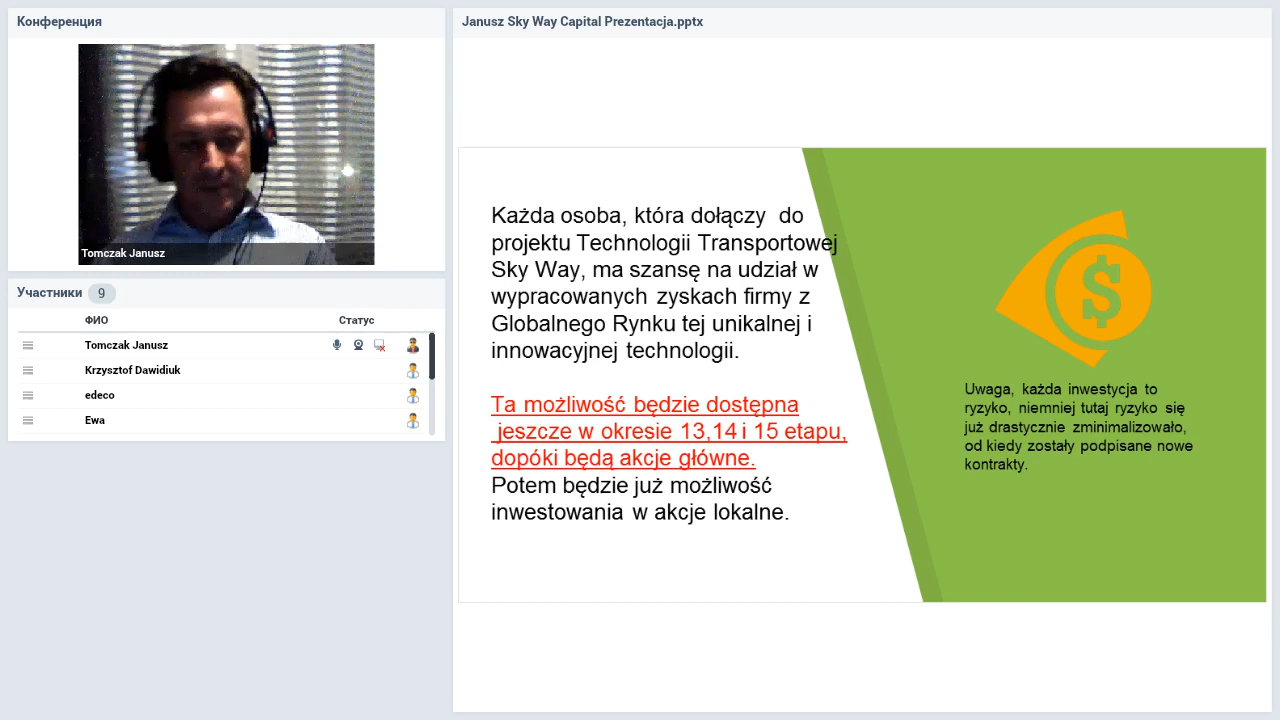 Конференция
Tomczak Janusz
Участники 9
ФИО Статус
Tomczak Janusz
Krzysztof Dawidiuk
edeco
Ewa
Janusz Sky Way Capital Prezentacja.pptx
Każda osoba, która dołączy do
projektu Technologii Transportowej
Sky Way, ma szansę na udział w
wypracowanych zyskach firmy z
Globalnego Rynku tej unikalnej i
innowacyjnej technologii.
Ta możliwość będzie dostępna
jeszcze w okresie 13,14 i 15 etapu,
dopóki będą akcje główne.
Potem będzie już możliwość
inwestowania w akcje lokalne.
$
Uwaga, każda inwestycja to
ryzyko, niemniej tutaj ryzyko się
już drastycznie zminimalizowało,
od kiedy zostały podpisane nowe
kontrakty.